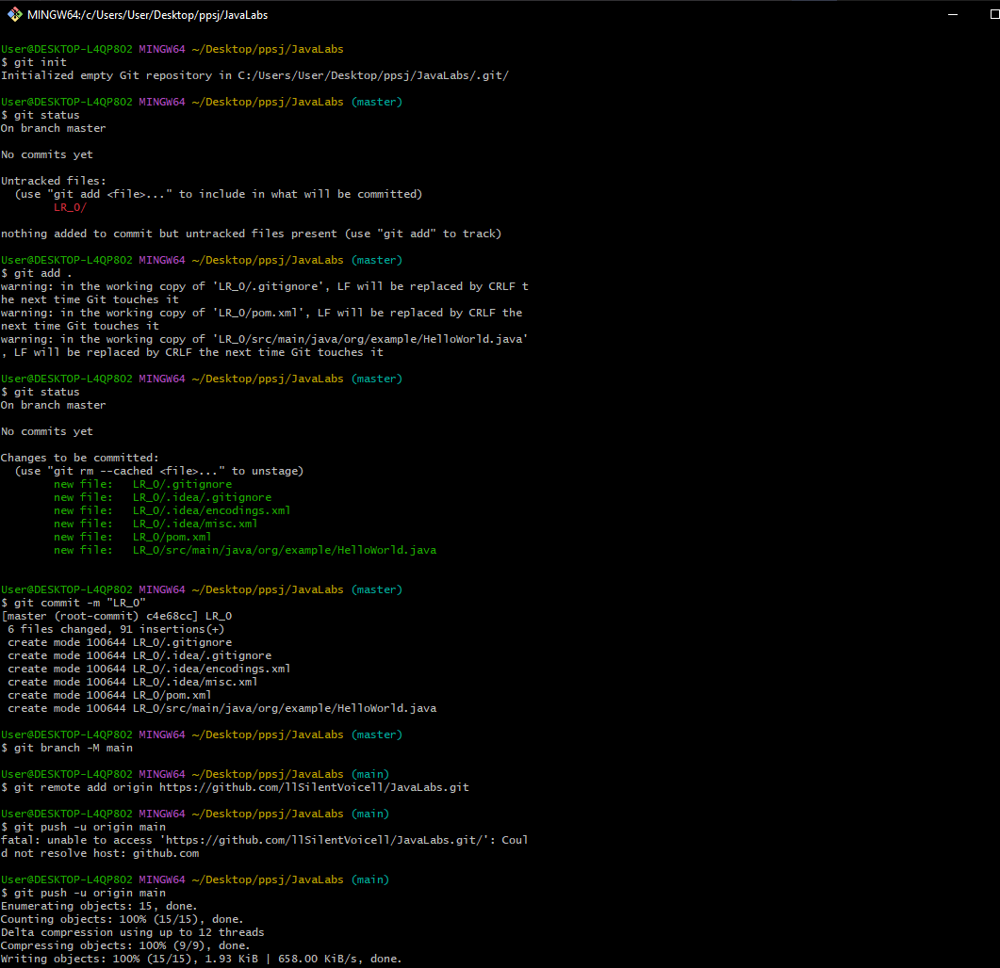 MINGW64:/c/Users/User/Desktop/ppsj/JavaLabs
User@DESKTOP-L4QP8O2 MINGW64 ~/Desktop/ppsj/JavaLabs
$ git init
Initialized empty Git repository in C:/Users/User/Desktop/ppsj/JavaLabs/.git/
User@DESKTOP-L4QP8O2 MINGW64 ~/Desktop/ppsj/JavaLabs (master)
$ git status
On branch master
No commits yet
Untracked files:
(use "git add <file>..." to include in what will be committed)
LR_0/
nothing added to commit but untracked files present (use "git add" to track)
User@DESKTOP-L4QP8O2 MINGW64 ~/Desktop/ppsj/JavaLabs (master)
$ git add .
warning: in the working copy of 'LR_0/.gitignore', LF will be replaced by CRLF t
he next time Git touches it
warning: in the working copy of 'LR_0/pom.xml', LF will be replaced by CRLF the
next time Git touches it
warning: in the working copy of 'LR_0/src/main/java/org/example/HelloWorld.java'
, LF will be replaced by CRLF the next time Git touches it
User@DESKTOP-L4QP8O2 MINGW64 ~/Desktop/ppsj/JavaLabs (master)
$ git status
On branch master
No commits yet
Changes to be committed:
(use "git rm --cached <file>..." to unstage)
new file:   LR_0/.gitignore
new file:   LR_0/.idea/.gitignore
new file:   LR_0/.idea/encodings.xml
new file:   LR_0/.idea/misc.xml
new file:   LR_0/pom.xml
new file:   LR_0/src/main/java/org/example/HelloWorld.java
User@DESKTOP-L4QP8O2 MINGW64 ~/Desktop/ppsj/JavaLabs (master)
$ git commit -m "LR_0"
[master (root-commit) c4e68cc] LR_0
6 files changed, 91 insertions(+)
create mode 100644 LR_0/.gitignore
create mode 100644 LR_0/.idea/.gitignore
create mode 100644 LR_0/.idea/encodings.xml
create mode 100644 LR_0/.idea/misc.xml
create mode 100644 LR_0/pom.xml
create mode 100644 LR_0/src/main/java/org/example/HelloWorld.java
User@DESKTOP-L4QP8O2 MINGW64 ~/Desktop/ppsj/JavaLabs (master)
$ git branch -M main
User@DESKTOP-L4QP8O2 MINGW64 ~/Desktop/ppsj/JavaLabs (main)
$ git remote add origin https://github.com/llSilentVoicell/JavaLabs.git
User@DESKTOP-L4QP8O2 MINGW64 ~/Desktop/ppsj/JavaLabs (main)
$ git push -u origin main
fatal: unable to access 'https://github.com/llSilentVoicell/JavaLabs.git/': Coul
d not resolve host: github.com
User@DESKTOP-L4QP8O2 MINGW64 ~/Desktop/ppsj/JavaLabs (main)
$ git push -u origin main
Enumerating objects: 15, done.
Counting objects: 100% (15/15), done.
Delta compression using up to 12 threads
Compressing objects: 100% (9/9), done.
Writing objects: 100% (15/15), 1.93 KiB | 658.00 KiB/s, done.